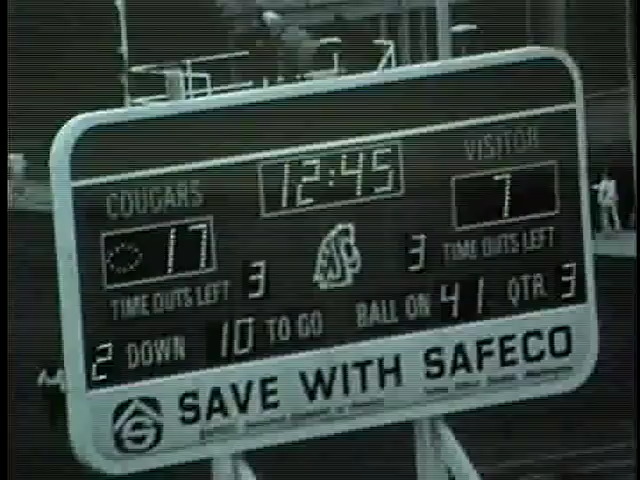 12:45
COUGARS VISITOR
17 7
TIME OUTS LEFT 3 3 TIME OUTS LEFT
2 DOWN 10 TO GO BALL ON 41 QTR 3
SAVE WITH SAFECO